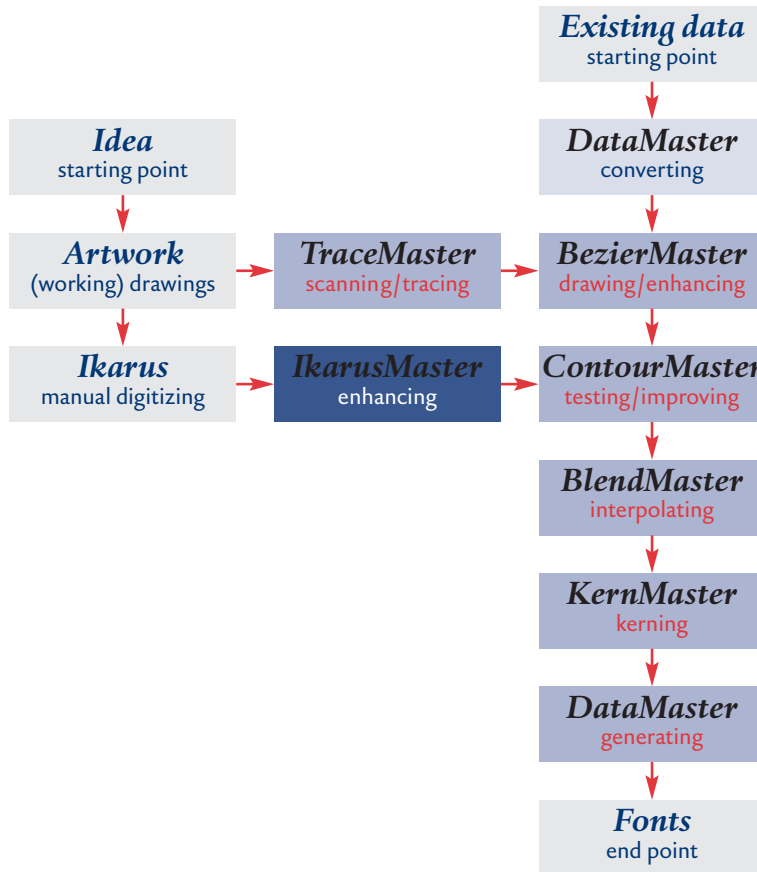 Existing data
starting point
Idea
starting point
DataMaster
converting
Artwork
(working) drawings
TraceMaster
scanning/tracing
BezierMaster
drawing/enhancing
Ikarus
manual digitizing
IkarusMaster
enhancing
ContourMaster
testing/improving
BlendMaster
interpolating
KernMaster
kerning
DataMaster
generating
Fonts
end point